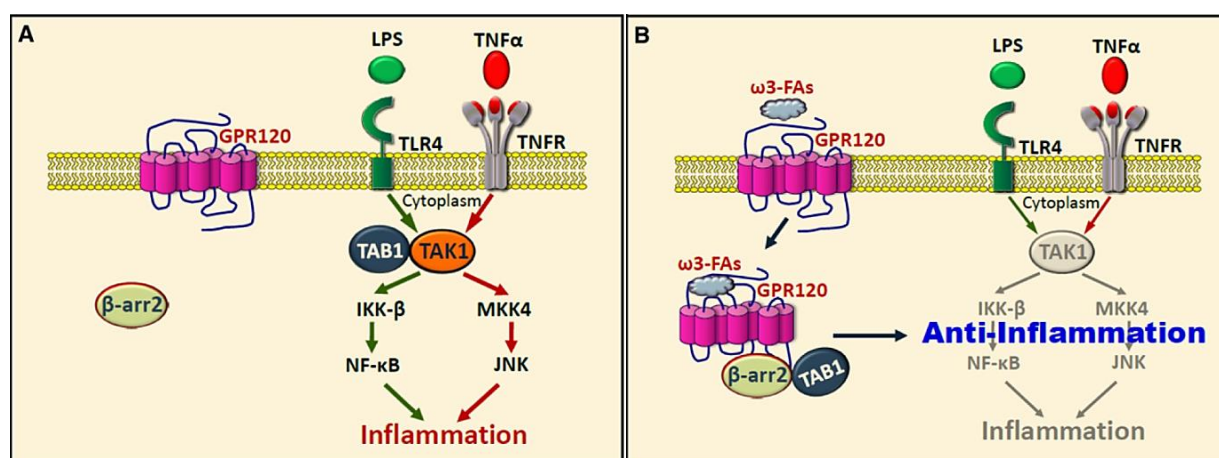 A
LPS
TNFα
GPR120
TLR4
TNFR
Cytoplasm
TAB1
TAK1
β-arr2
IKK-β
MKK4
NF-κB
JNK
Inflammation
B
LPS
TNFα
ω3-FAs
GPR120
TLR4
TNFR
Cytoplasm
TAK1
ω3-FAs
GPR120
IKK-β
MKK4
Anti-Inflammation
β-arr2
TAB1
NF-κB
JNK
Inflammation